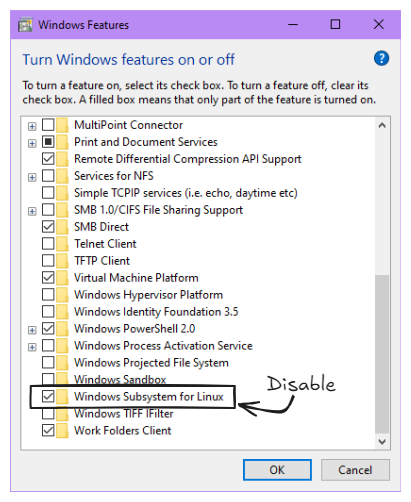 Windows Features
Turn Windows features on or off
To turn a feature on, select its check box. To turn a feature off, clear its
check box. A filled box means that only part of the feature is turned on.
MultiPoint Connector
Print and Document Services
Remote Differential Compression API Support
Services for NFS
Simple TCPIP services (i.e. echo, daytime etc)
SMB 1.0/CIFS File Sharing Support
SMB Direct
Telnet Client
TFTP Client
Virtual Machine Platform
Windows Hypervisor Platform
Windows Identity Foundation 3.5
Windows PowerShell 2.0
Windows Process Activation Service
Windows Projected File System
Windows Sandbox
Disable
Windows Subsystem for Linux
Windows TIFF IFilter
Work Folders Client
OK
Cancel